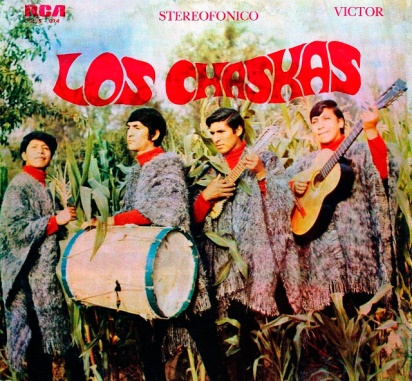 RCA
STEREOFONICO
VICTOR
LOS CHASKAS